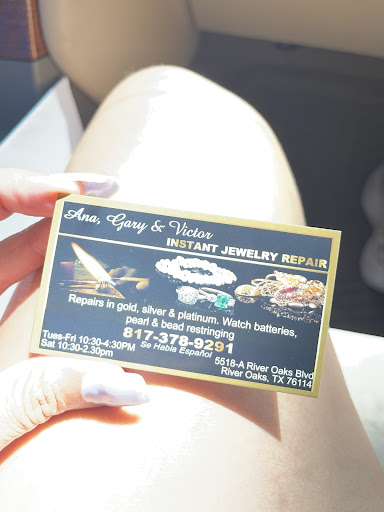 Ana, Gary & Victor
INSTANT JEWELRY REPAIR
Repairs in gold, silver & platinum. Watch batteries,
pearl & bead restringing
817-378-9291
Se Habla Español
Tues-Fri 10:30-4:30PM
Sat 10:30-2.30pm
5518-A River Oaks Blvd
River Oaks, TX 76114